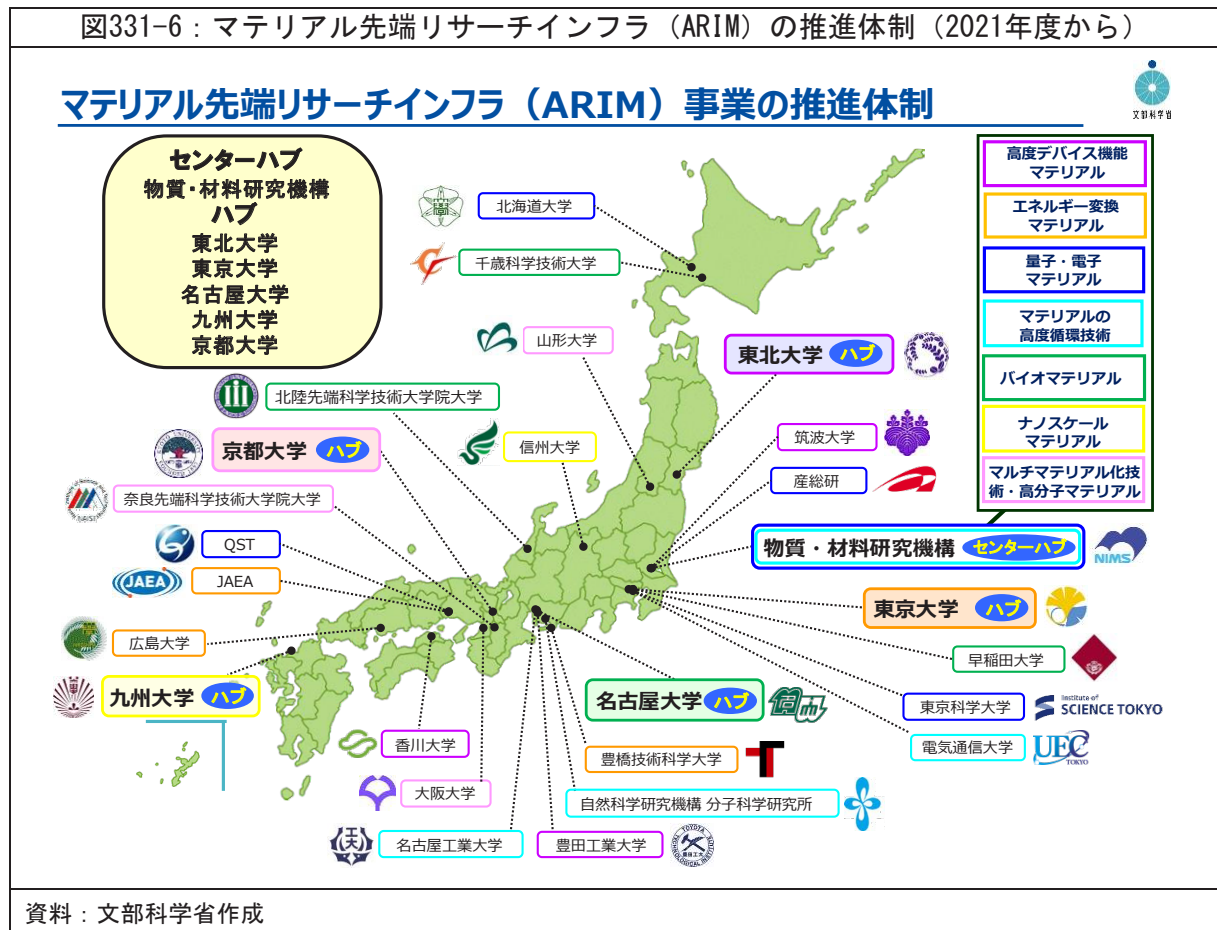 図331-6：マテリアル先端リサーチインフラ（ARIM）の推進体制（2021年度から）
マテリアル先端リサーチインフラ（ARIM）事業の推進体制
文部科学省
センターハブ
物質・材料研究機構
ハブ
東北大学
東京大学
名古屋大学
九州大学
京都大学
高度デバイス機能
マテリアル
エネルギー変換
マテリアル
量子・電子
マテリアル
マテリアルの
高度循環技術
バイオマテリアル
ナノスケール
マテリアル
マルチマテリアル化技
術・高分子マテリアル
北海道大学
千歳科学技術大学
山形大学
東北大学 ハブ
北陸先端科学技術大学院大学
京都大学 ハブ
信州大学
筑波大学
産総研
奈良先端科学技術大学院大学
QST
物質・材料研究機構 センターハブ
NIMS
JAEA
JAEA
東京大学 ハブ
広島大学
早稲田大学
九州大学 ハブ
名古屋大学 ハブ
東京科学大学
Institute of
SCIENCE TOKYO
香川大学
豊橋技術科学大学
電気通信大学
UEC
TOKYO
大阪大学
自然科学研究機構 分子科学研究所
名古屋工業大学
豊田工業大学
資料：文部科学省作成